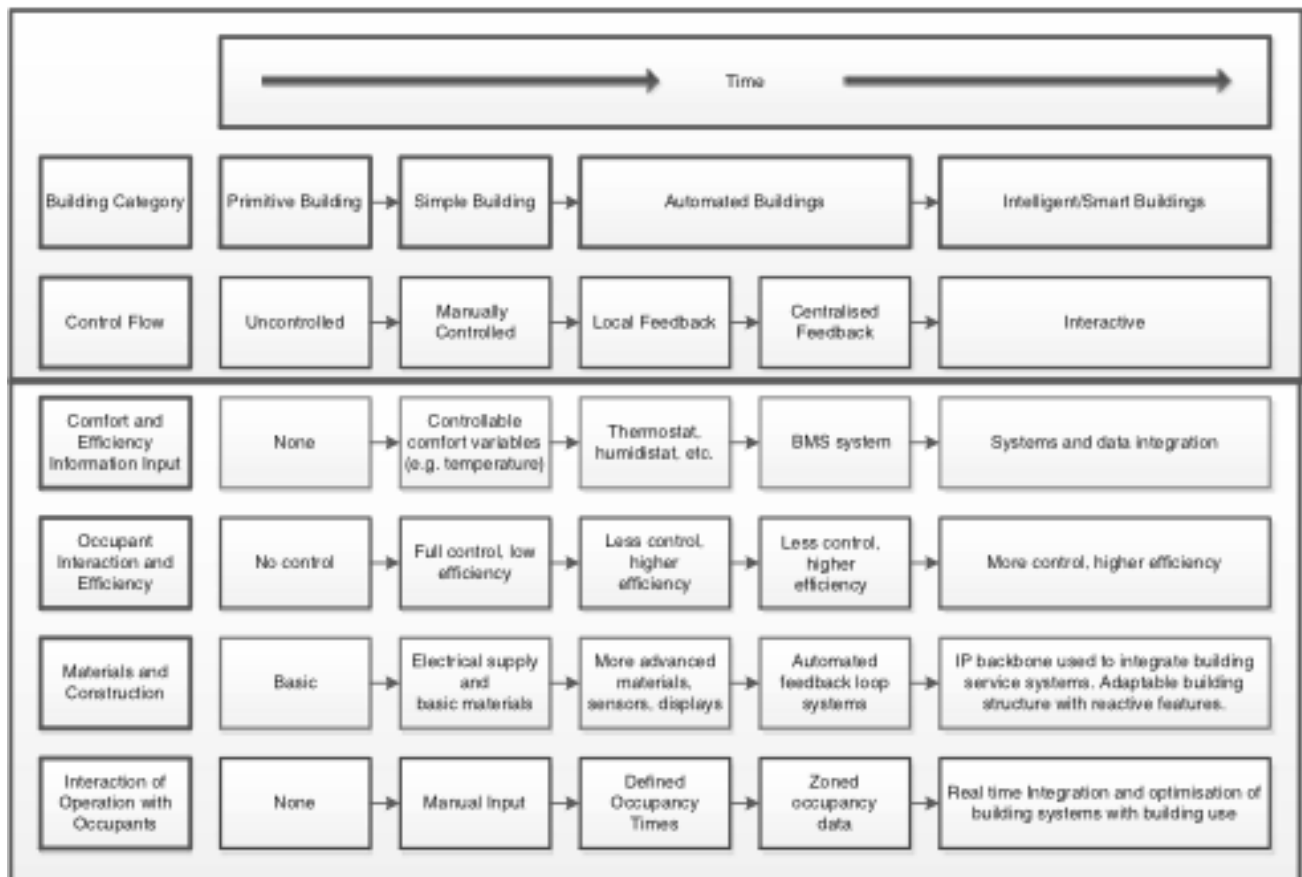 Time
Building Category
Primitive Building
Simple Building
Automated Buildings
Intelligent/Smart Buildings
Control Flow
Uncontrolled
Manually
Controlled
Local Feedback
Centralised
Feedback
Interactive
Comfort and
Efficiency
Information Input
None
Controllable
comfort variables
(e.g. temperature)
Thermostat,
humidistat, etc.
BMS system
Systems and data integration
Occupant
Interaction and
Efficiency
No control
Full control, low
efficiency
Less control,
higher
efficiency
Less control,
higher
efficiency
More control, higher efficiency
Materials and
Construction
Basic
Electrical supply
and
basic materials
More advanced
materials,
sensors, displays
Automated
feedback loop
systems
IP backbone used to integrate building
service systems. Adaptable building
structure with reactive features.
Interaction of
Operation with
Occupants
None
Manual Input
Defined
Occupancy
Times
Zoned
occupancy
data
Real time Integration and optimisation of
building systems with building use